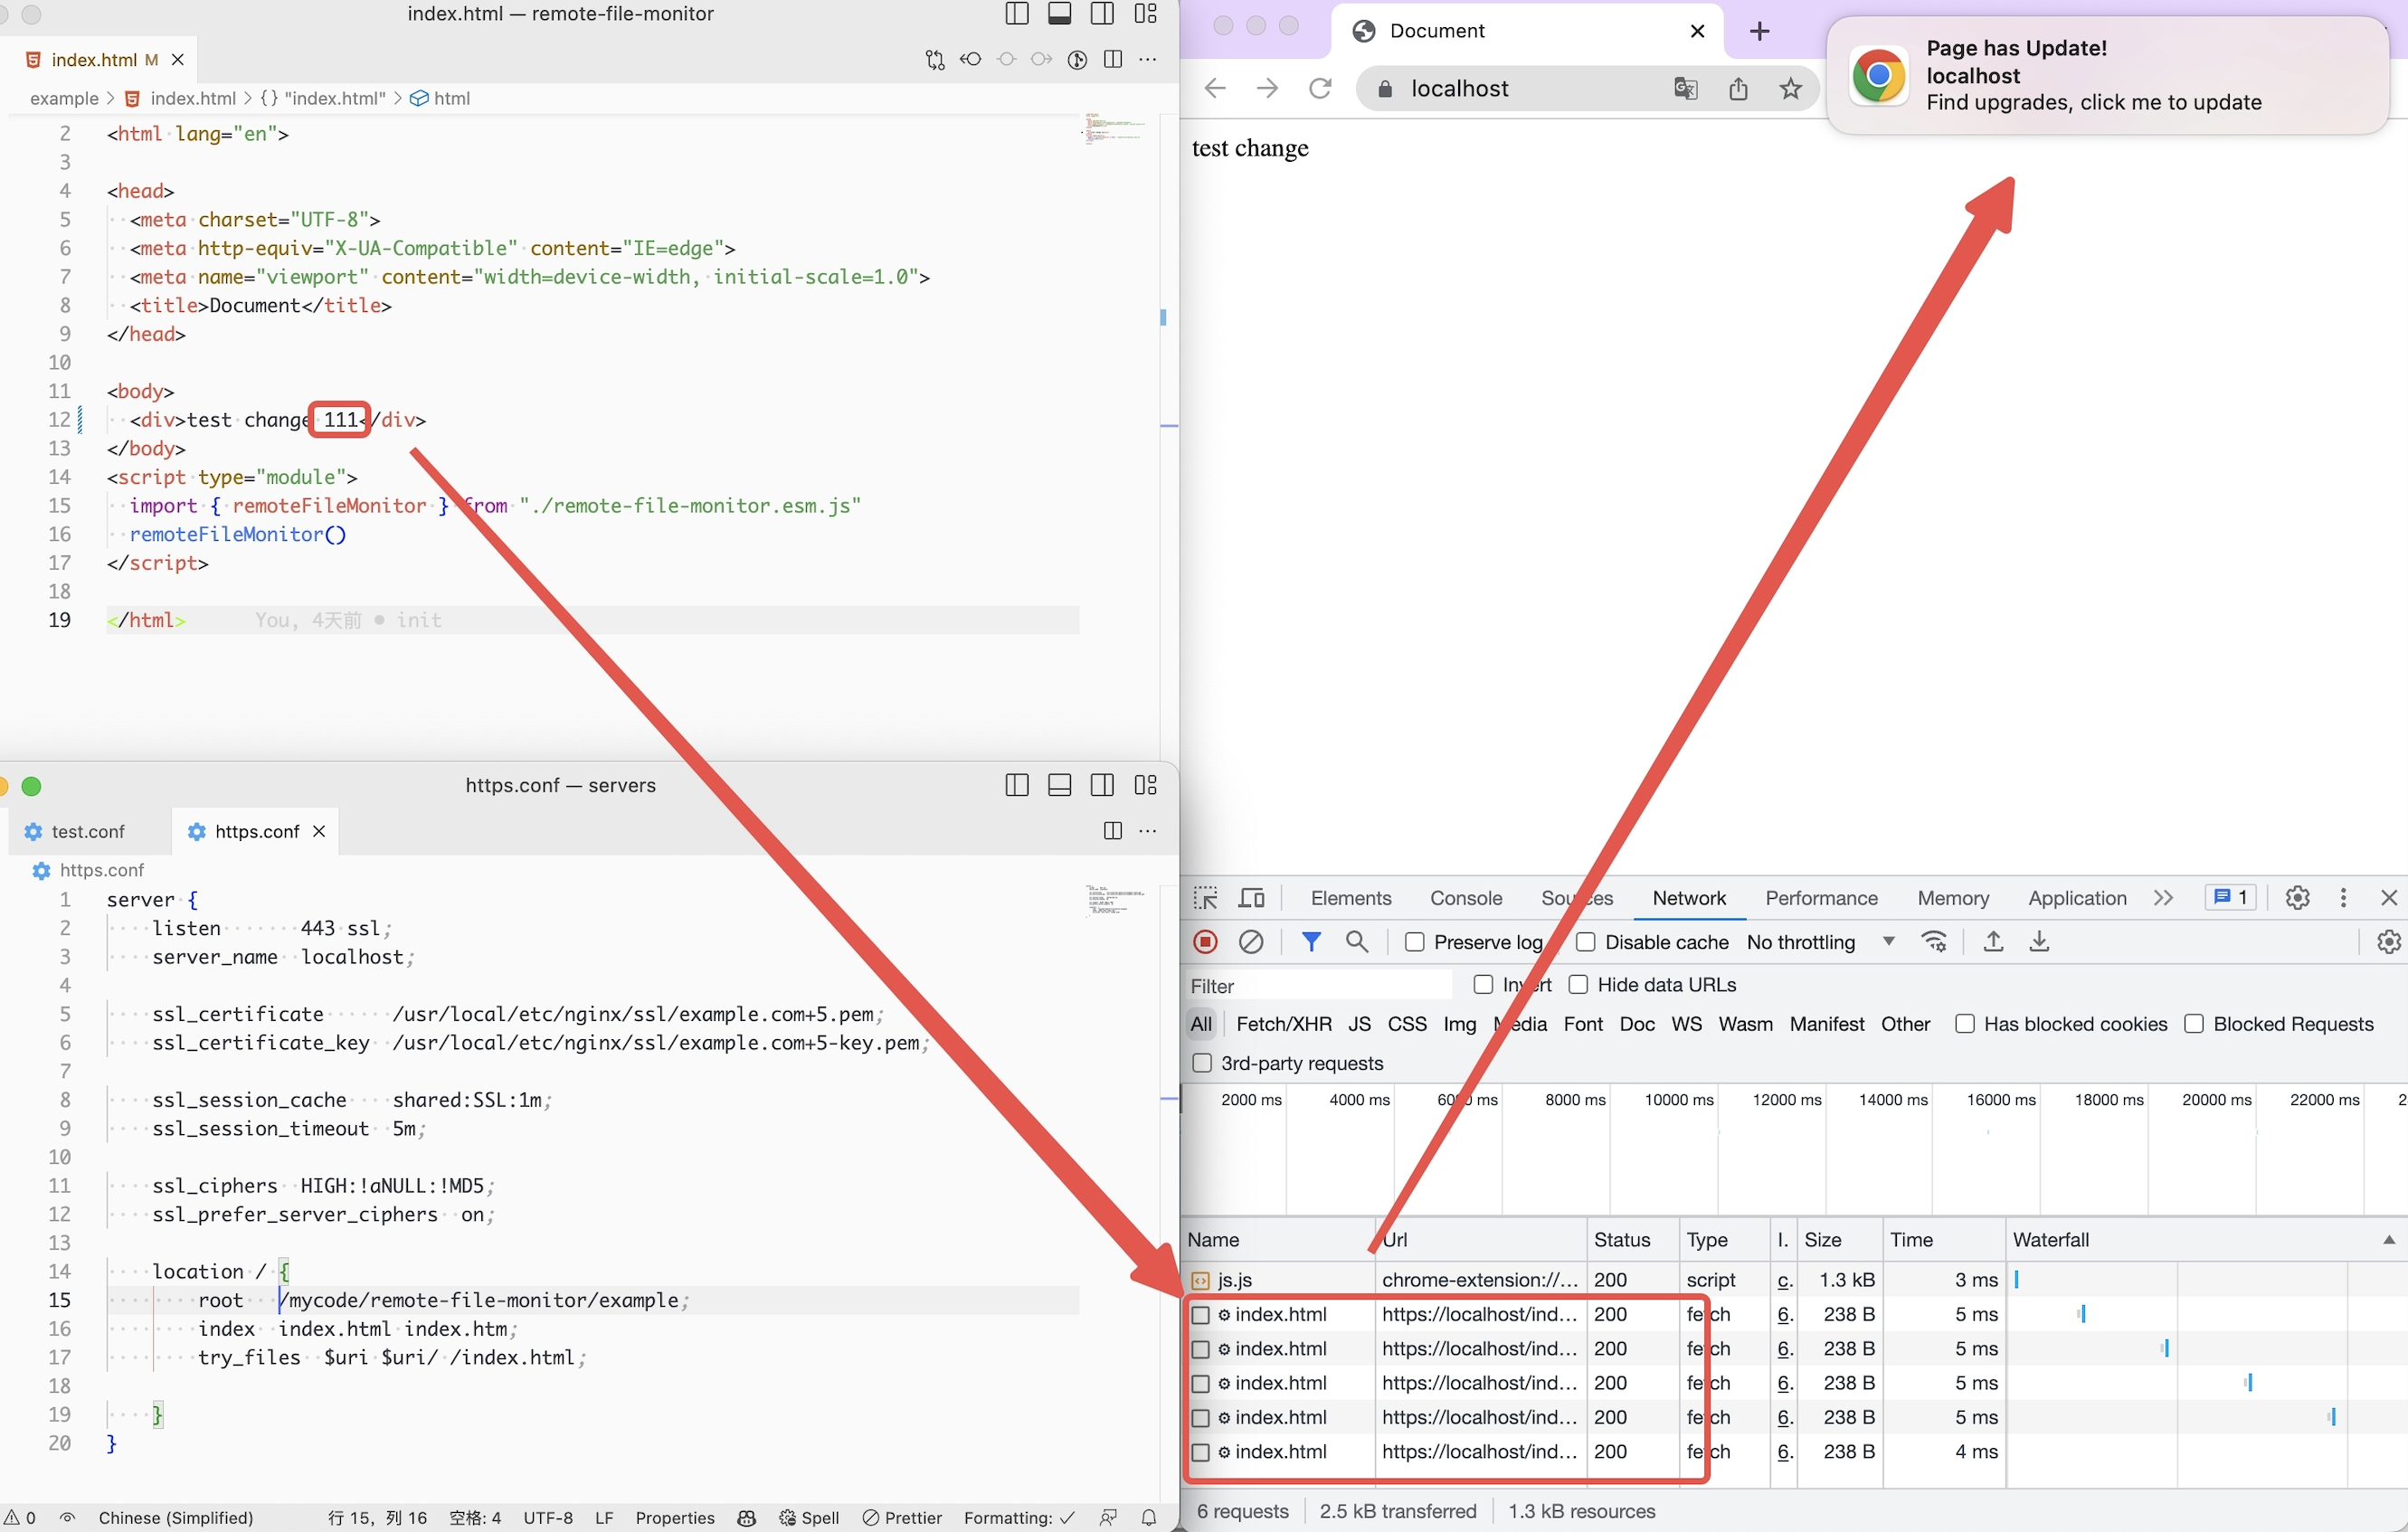 index.html — remote-file-monitor
index.html M
example > index.html > {} "index.html" > html
2 <html lang="en">
3
4 <head>
5 <meta charset="UTF-8">
6 <meta http-equiv="X-UA-Compatible" content="IE=edge">
7 <meta name="viewport" content="width=device-width, initial-scale=1.0">
8 <title>Document</title>
9 </head>
10
11 <body>
12 <div>test change 111</div>
13 </body>
14 <script type="module">
15 import { remoteFileMonitor } from "./remote-file-monitor.esm.js"
16 remoteFileMonitor()
17 </script>
18
19 </html> You, 4天前 • init
https.conf — servers
test.conf https.conf
https.conf
1 server {
2 listen 443 ssl;
3 server_name localhost;
4
5 ssl_certificate /usr/local/etc/nginx/ssl/example.com+5.pem;
6 ssl_certificate_key /usr/local/etc/nginx/ssl/example.com+5-key.pem;
7
8 ssl_session_cache shared:SSL:1m;
9 ssl_session_timeout 5m;
10
11 ssl_ciphers HIGH:!aNULL:!MD5;
12 ssl_prefer_server_ciphers on;
13
14 location / {
15 root /mycode/remote-file-monitor/example;
16 index index.html index.htm;
17 try_files $uri $uri/ /index.html;
18
19 }
20 }
0 Chinese (Simplified) 行 15, 列 16 空格: 4 UTF-8 LF Properties Spell Prettier Formatting: ✓
Document
localhost
Page has Update!
localhost
Find upgrades, click me to update
test change
Elements Console Sources Network Performance Memory Application 1
Preserve log Disable cache No throttling
Filter Invert Hide data URLs
All Fetch/XHR JS CSS Img Media Font Doc WS Wasm Manifest Other Has blocked cookies Blocked Requests
3rd-party requests
2000 ms 4000 ms 6000 ms 8000 ms 10000 ms 12000 ms 14000 ms 16000 ms 18000 ms 20000 ms 22000 ms 2
Name Url Status Type I. Size Time Waterfall
js.js chrome-extension://... 200 script c. 1.3 kB 3 ms
index.html https://localhost/ind... 200 fetch 6. 238 B 5 ms
index.html https://localhost/ind... 200 fetch 6. 238 B 5 ms
index.html https://localhost/ind... 200 fetch 6. 238 B 5 ms
index.html https://localhost/ind... 200 fetch 6. 238 B 5 ms
index.html https://localhost/ind... 200 fetch 6. 238 B 4 ms
6 requests 2.5 kB transferred 1.3 kB resources